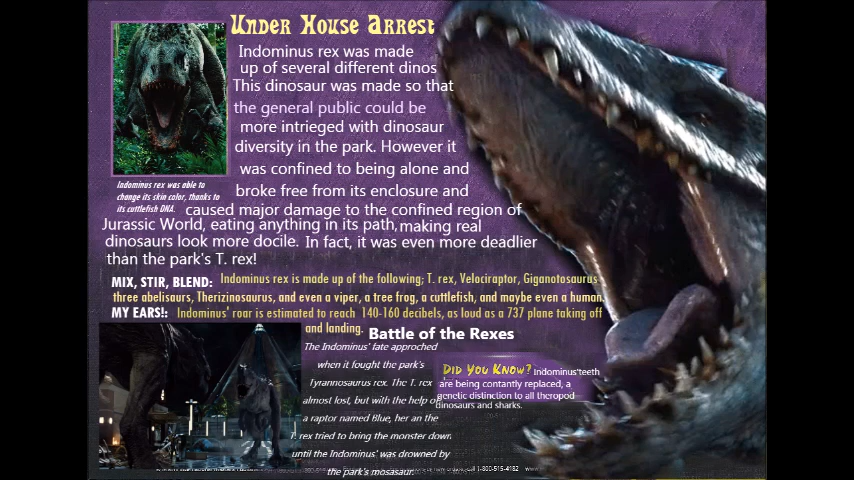 Under House Arrest
Indominus rex was made
up of several different dinos
This dinosaur was made so that
the general public could be
more intrieged with dinosaur
diversity in the park. However it
was confined to being alone and
broke free from its enclosure and
caused major damage to the confined region of
Jurassic World, eating anything in its path, making real
dinosaurs look more docile. In fact, it was even more deadlier
than the park's T. rex!
Indominus rex was able to
change its skin color, thanks to
its cuttlefish DNA.
MIX, STIR, BLEND: Indominus rex is made up of the following; T. rex, Velociraptor, Giganotosaurus
three abelisaurs, Therizinosaurus, and even a viper, a tree frog, a cuttlefish, and maybe even a human.
MY EARS!: Indominus' roar is estimated to reach 140-160 decibels, as loud as a 737 plane taking off
and landing.
Battle of the Rexes
The Indominus' fate approched
when it fought the park's
Tyrannosaurus rex. The T. rex
almost lost, but with the help of
a raptor named Blue, her an the
T. rex tried to bring the monster down
until the Indominus' was drowned by
the park's mosasaur.
Did You Know? Indominus'teeth
are being contantly replaced, a
genetic distinction to all theropod
dinosaurs and sharks.
call 1-800-515-4182 www